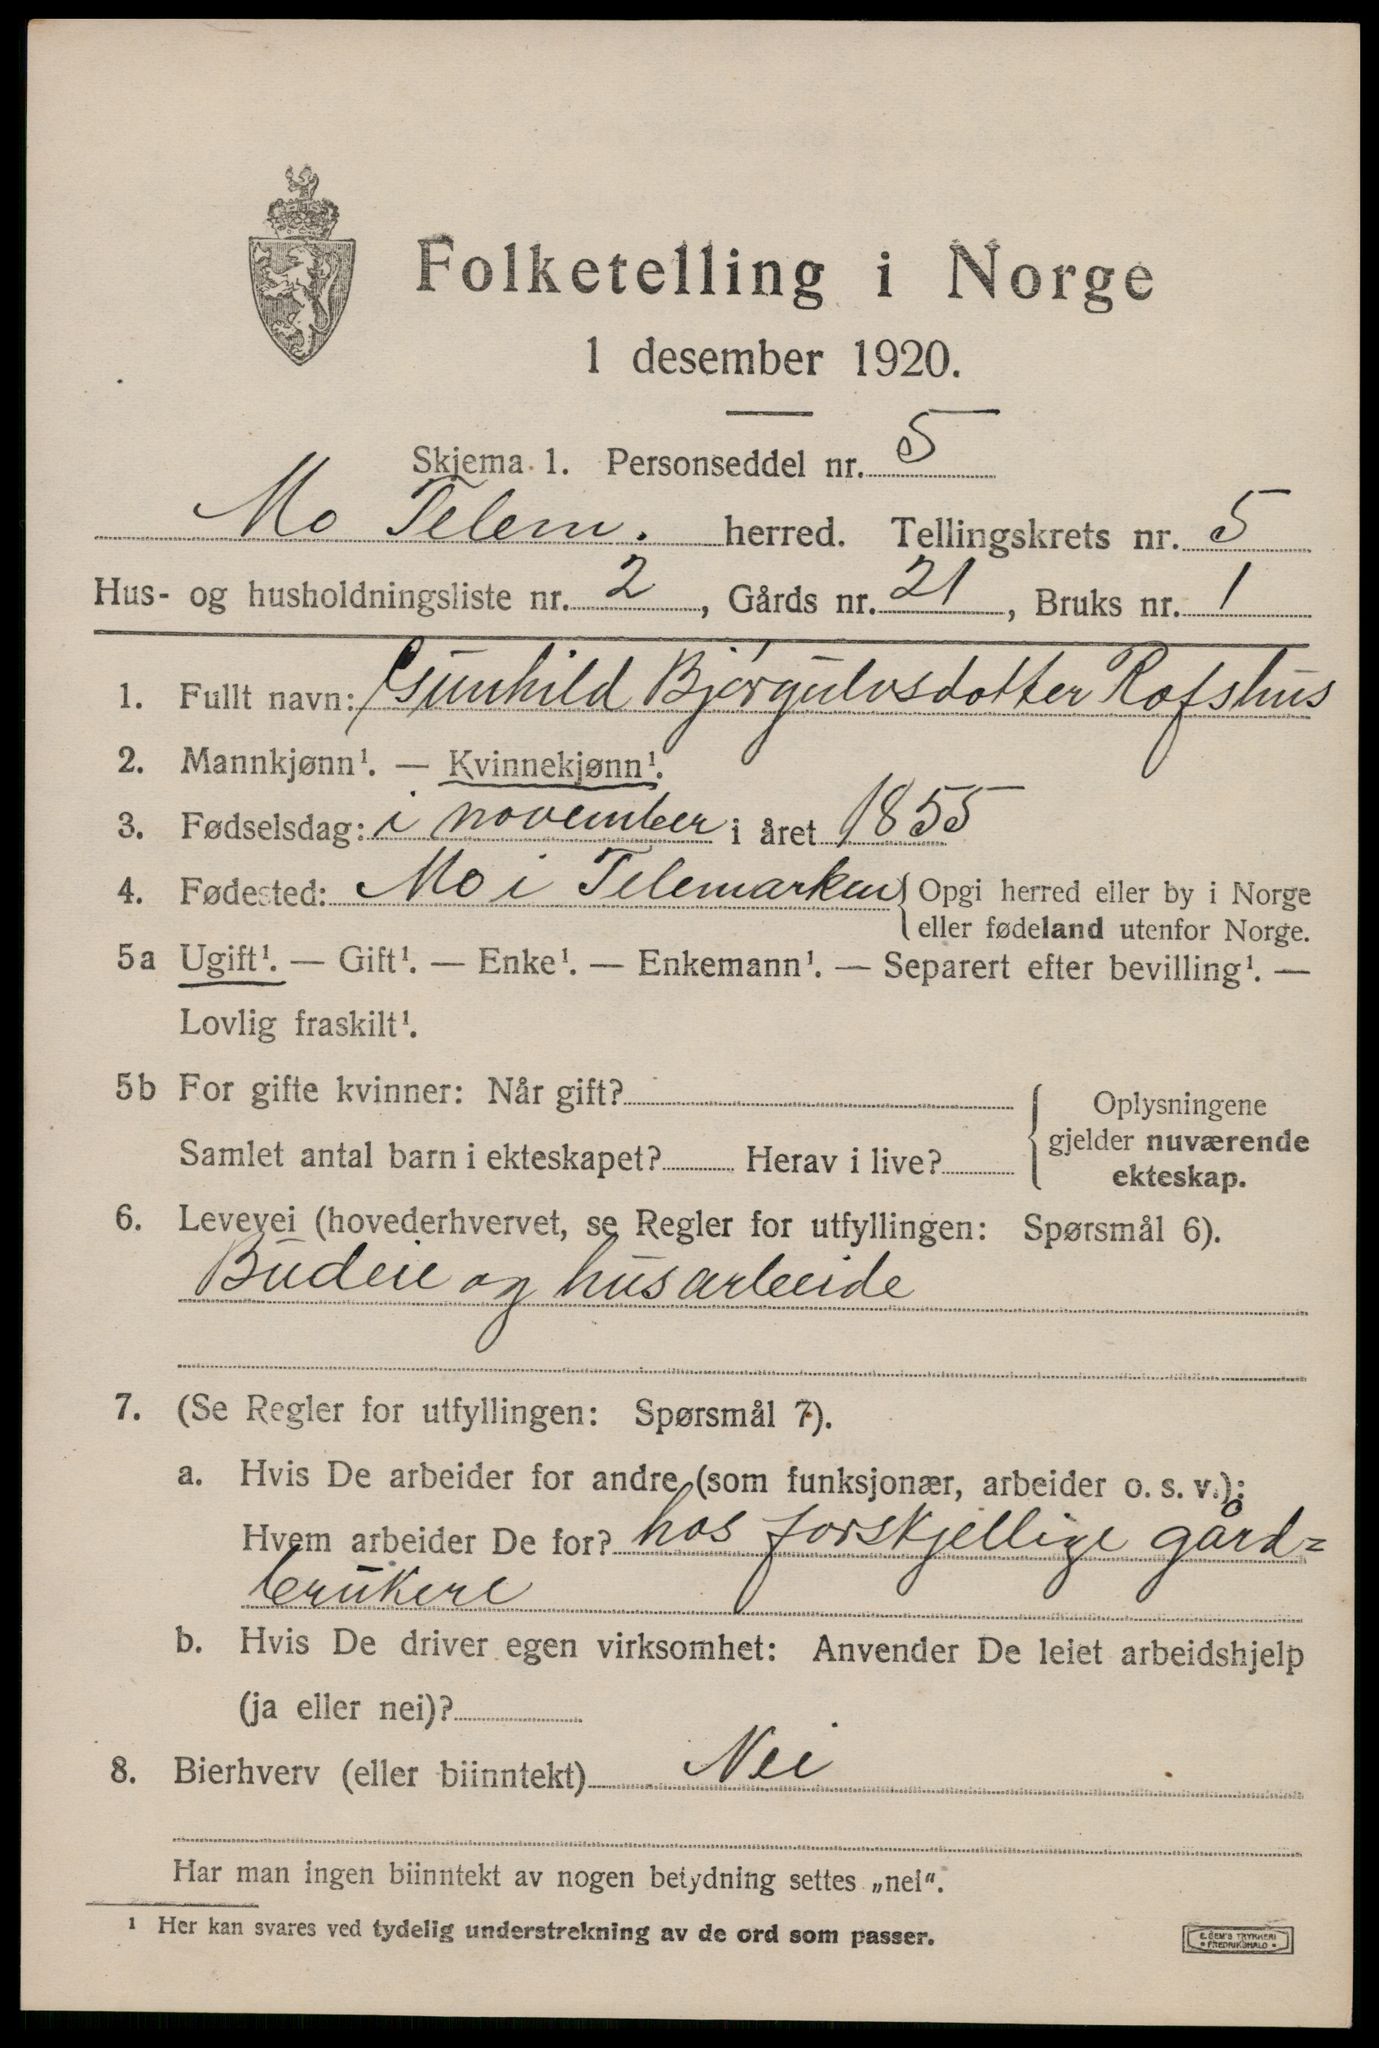 Folketelling i Norge
1 desember 1920.
Skjema 1. Personseddel nr. 5
Mo Telem. herred. Tellingskrets nr. 5
Hus- og husholdningsliste nr. 2, Gårds nr. 21, Bruks nr. 1
1. Fullt navn: Gunhild Bjørgulvsdotter Rofshus
2. Mannkjønn¹. — Kvinnekjønn¹.
3. Fødselsdag: i november i året 1855
4. Fødested: Mo i Telemarken { Opgi herred eller by i Norge
eller fødeland utenfor Norge.
5a Ugift¹. — Gift¹. — Enke¹. — Enkemann¹. — Separert efter bevilling¹. —
Lovlig fraskilt¹.
5b For gifte kvinner: Når gift?
Samlet antal barn i ekteskapet? Herav i live?
Oplysningene
gjelder nuværende
ekteskap.
6. Levevei (hovederhvervet, se Regler for utfyllingen: Spørsmål 6).
Budeie og husarbeide
7. (Se Regler for utfyllingen: Spørsmål 7).
a. Hvis De arbeider for andre (som funksjonær, arbeider o. s. v.):
Hvem arbeider De for? hos forskjellige gård=
brukere
b. Hvis De driver egen virksomhet: Anvender De leiet arbeidshjelp
(ja eller nei)?
8. Bierhverv (eller biinntekt) Nei
Har man ingen biinntekt av nogen betydning settes „nei“.
¹ Her kan svares ved tydelig understrekning av de ord som passer.
E. SEM'S TRYKKERI
• FREDRIKSHALD •